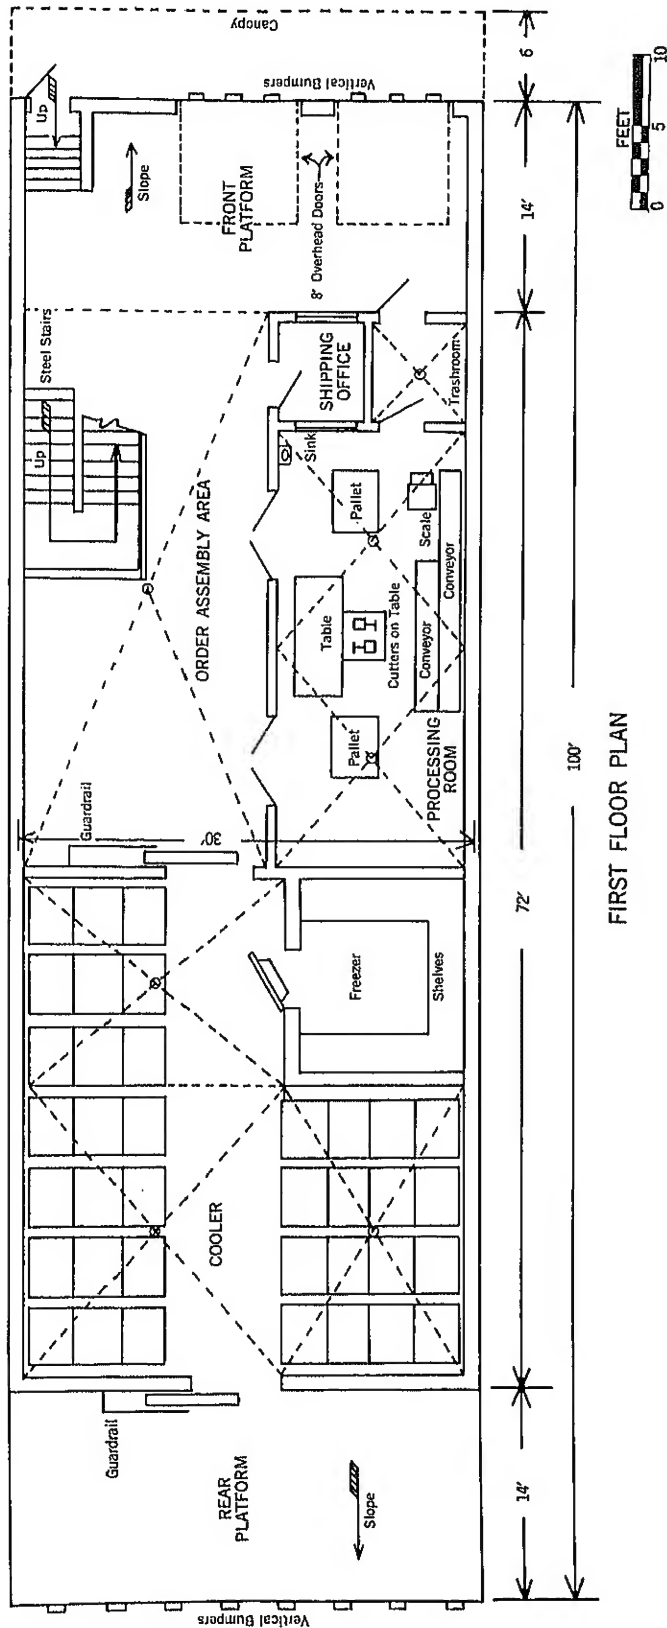 Canopy
Vertical Bumpers
6
FEET
0 5 10
Up
Slope
FRONT
PLATFORM
8' Overhead Doors
14'
Steel Stairs
Up
SHIPPING
OFFICE
Trashroom
Sink
ORDER ASSEMBLY AREA
Pallet
Scale
Conveyor
Table
Cutters on Table
Conveyor
Pallet
PROCESSING
ROOM
Guardrail
30'
72'
100'
FIRST FLOOR PLAN
Freezer
Shelves
COOLER
Guardrail
REAR
PLATFORM
Slope
14'
Vertical Bumpers